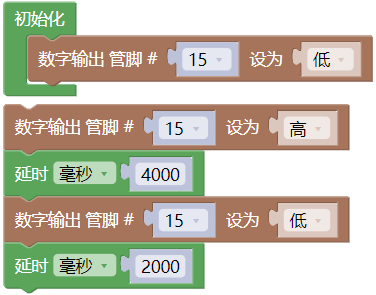 初始化
数字输出 管脚 # 15 设为 低
数字输出 管脚 # 15 设为 高
延时 毫秒 4000
数字输出 管脚 # 15 设为 低
延时 毫秒 2000